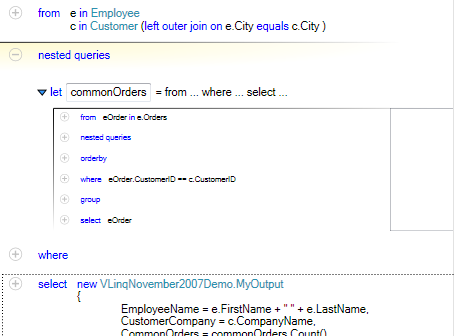 from e in Employee
c in Customer (left outer join on e.City equals c.City )
nested queries
let commonOrders = from ... where ... select ...
from eOrder in e.Orders
nested queries
orderby
where eOrder.CustomerID == c.CustomerID
group
select eOrder
where
select new VLinqNovember2007Demo.MyOutput
{
EmployeeName = e.FirstName + " " + e.LastName,
CustomerCompany = c.CompanyName,
CommonOrders = commonOrders.Count()